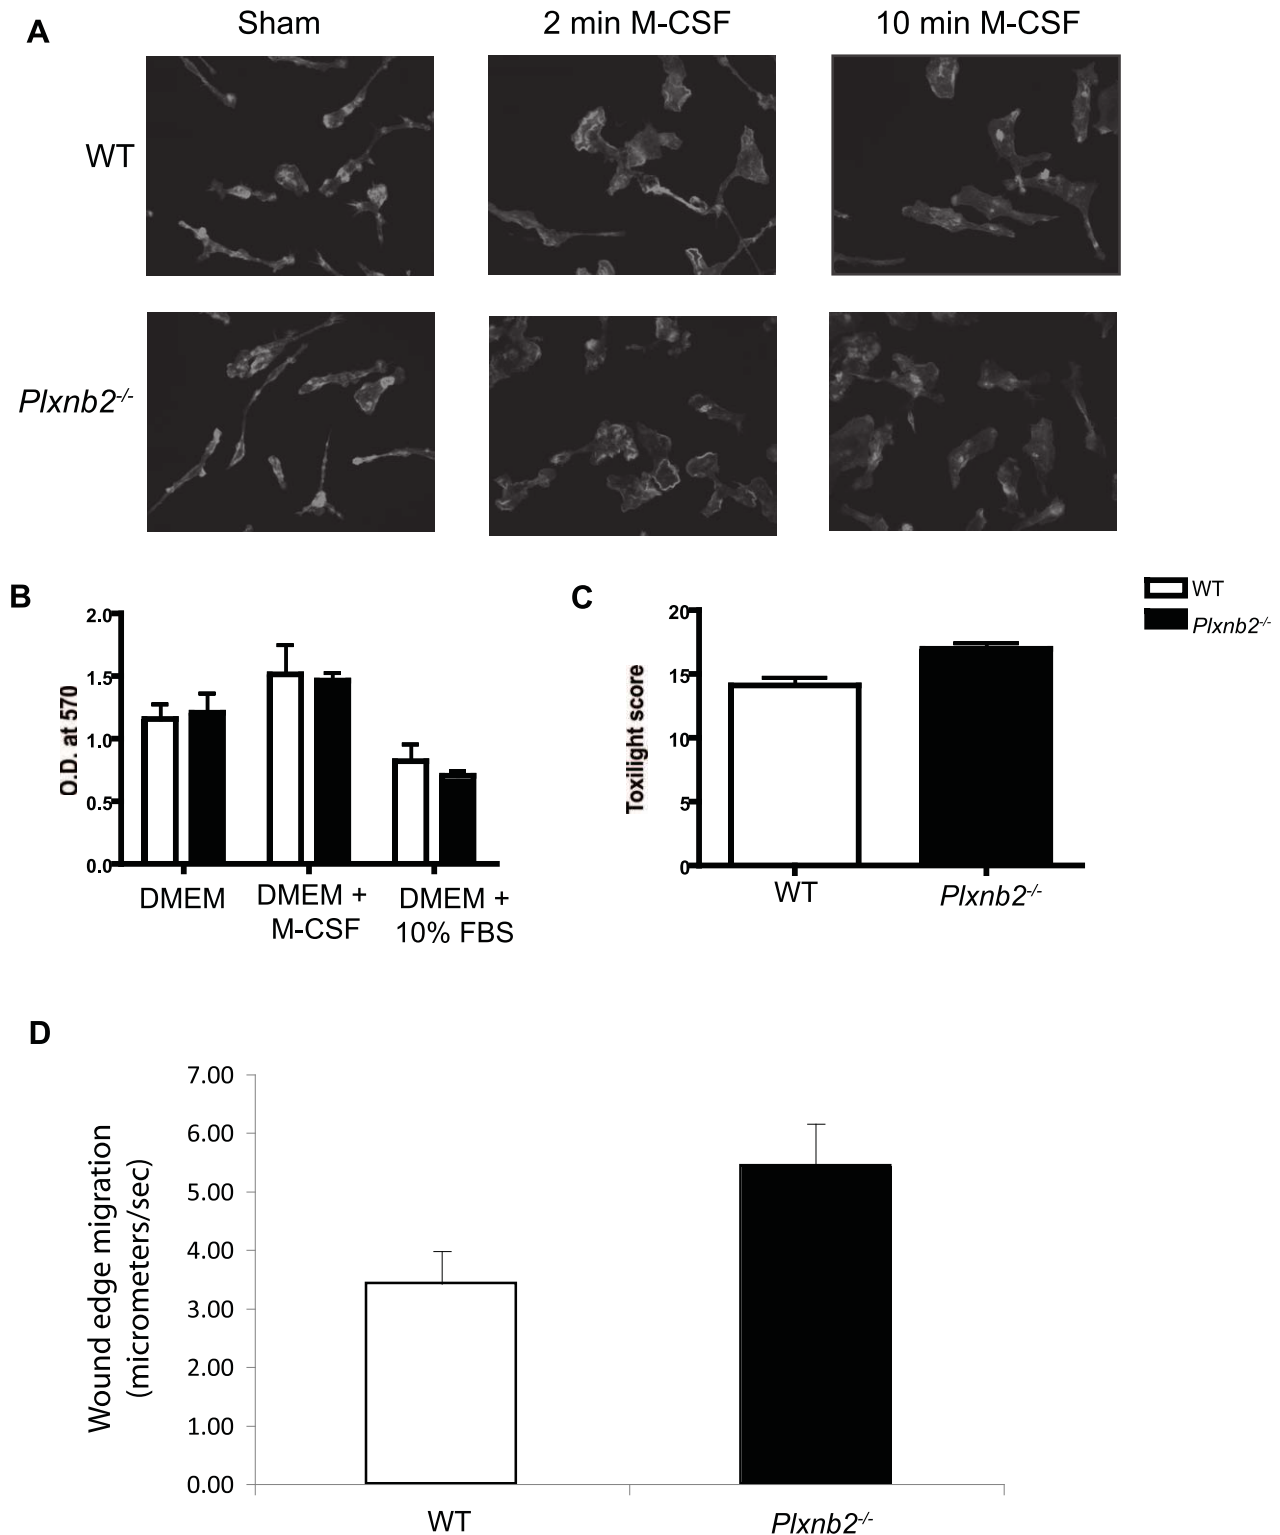 A
Sham
2 min M-CSF
10 min M-CSF
WT
Plxnb2-/-
B
2.0
1.5
1.0
0.5
0.0
O.D. at 570
DMEM
DMEM +
M-CSF
DMEM +
10% FBS
C
20
15
10
5
0
Toxilight score
WT
Plxnb2-/-
WT
Plxnb2-/-
D
7.00
6.00
5.00
4.00
3.00
2.00
1.00
0.00
Wound edge migration
(micrometers/sec)
WT
Plxnb2-/-